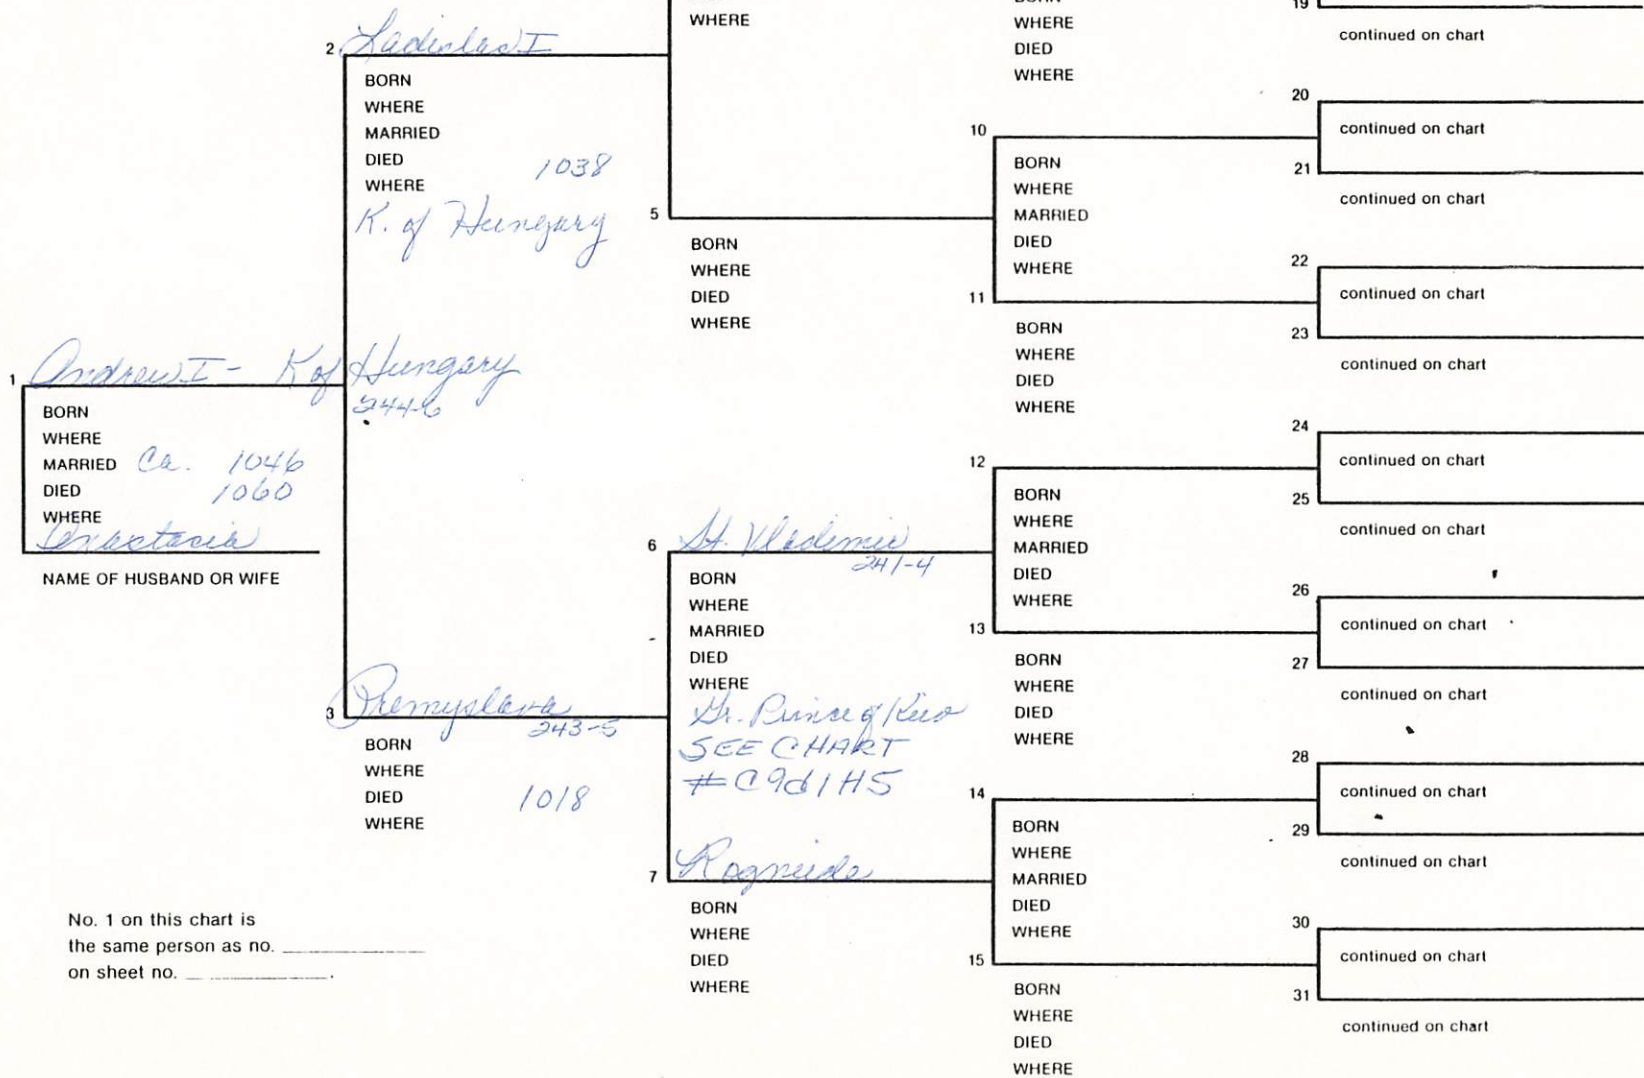 2 Ladislas I
BORN
WHERE
MARRIED
DIED 1038
WHERE
K. of Hungary
1 Andrew I - K of Hungary
244-6
BORN
WHERE
MARRIED Ca. 1046
DIED 1060
WHERE
Anastacia
NAME OF HUSBAND OR WIFE
3 Premyslava
243-5
BORN
WHERE
DIED 1018
WHERE
No. 1 on this chart is
the same person as no.
on sheet no.
WHERE
5
BORN
WHERE
DIED
WHERE
6 St. Vladimir
241-4
BORN
WHERE
MARRIED
DIED
WHERE
Gr. Prince of Kiev
SEE CHART
#C9d1H5
7 Rogneide
BORN
WHERE
DIED
WHERE
WHERE
DIED
WHERE
10
BORN
WHERE
MARRIED
DIED
WHERE
11
BORN
WHERE
DIED
WHERE
12
BORN
WHERE
MARRIED
DIED
WHERE
13
BORN
WHERE
DIED
WHERE
14
BORN
WHERE
MARRIED
DIED
WHERE
15
BORN
WHERE
DIED
WHERE
19
continued on chart
20
continued on chart
21
continued on chart
22
continued on chart
23
continued on chart
24
continued on chart
25
continued on chart
26
continued on chart
27
continued on chart
28
continued on chart
29
continued on chart
30
continued on chart
31
continued on chart